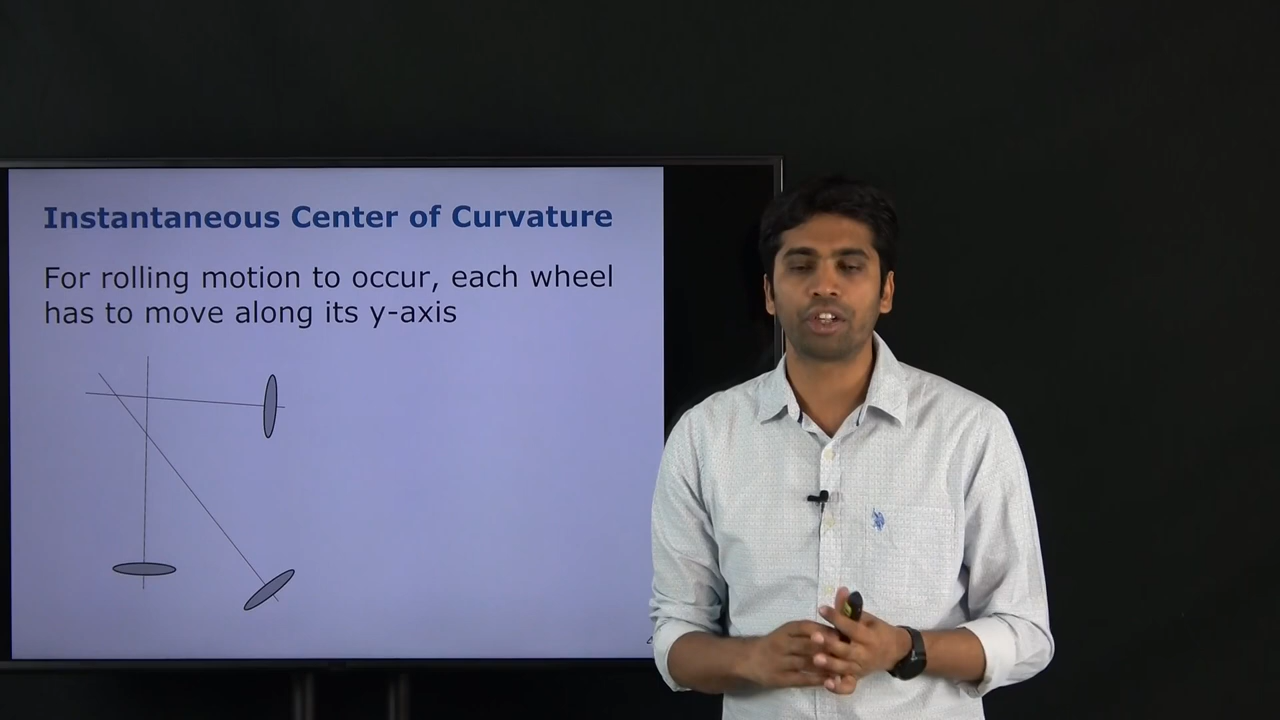 Instantaneous Center of Curvature
For rolling motion to occur, each wheel
has to move along its y-axis